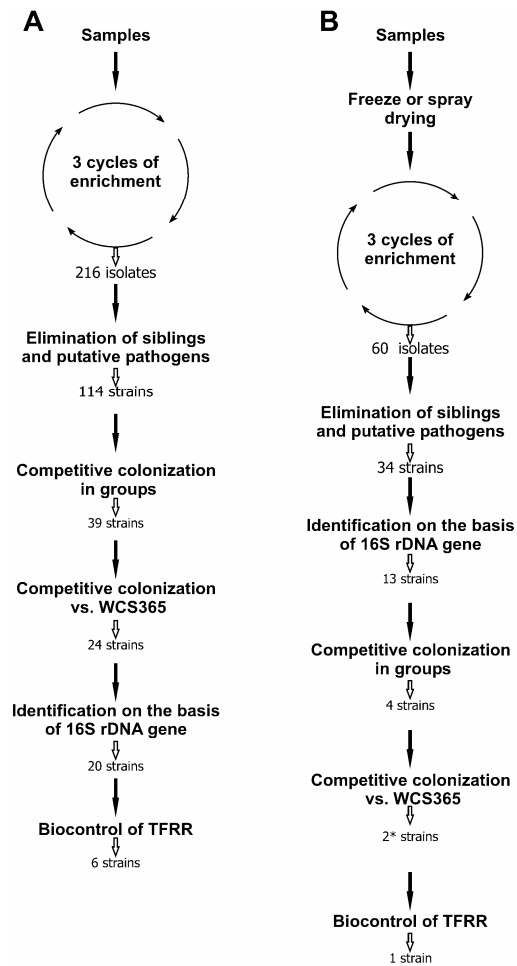 A
Samples
3 cycles of
enrichment
216 isolates
Elimination of siblings
and putative pathogens
114 strains
Competitive colonization
in groups
39 strains
Competitive colonization
vs. WCS365
24 strains
Identification on the basis
of 16S rDNA gene
20 strains
Biocontrol of TFRR
6 strains
B
Samples
Freeze or spray
drying
3 cycles of
enrichment
60 isolates
Elimination of siblings
and putative pathogens
34 strains
Identification on the basis
of 16S rDNA gene
13 strains
Competitive colonization
in groups
4 strains
Competitive colonization
vs. WCS365
2* strains
Biocontrol of TFRR
1 strain